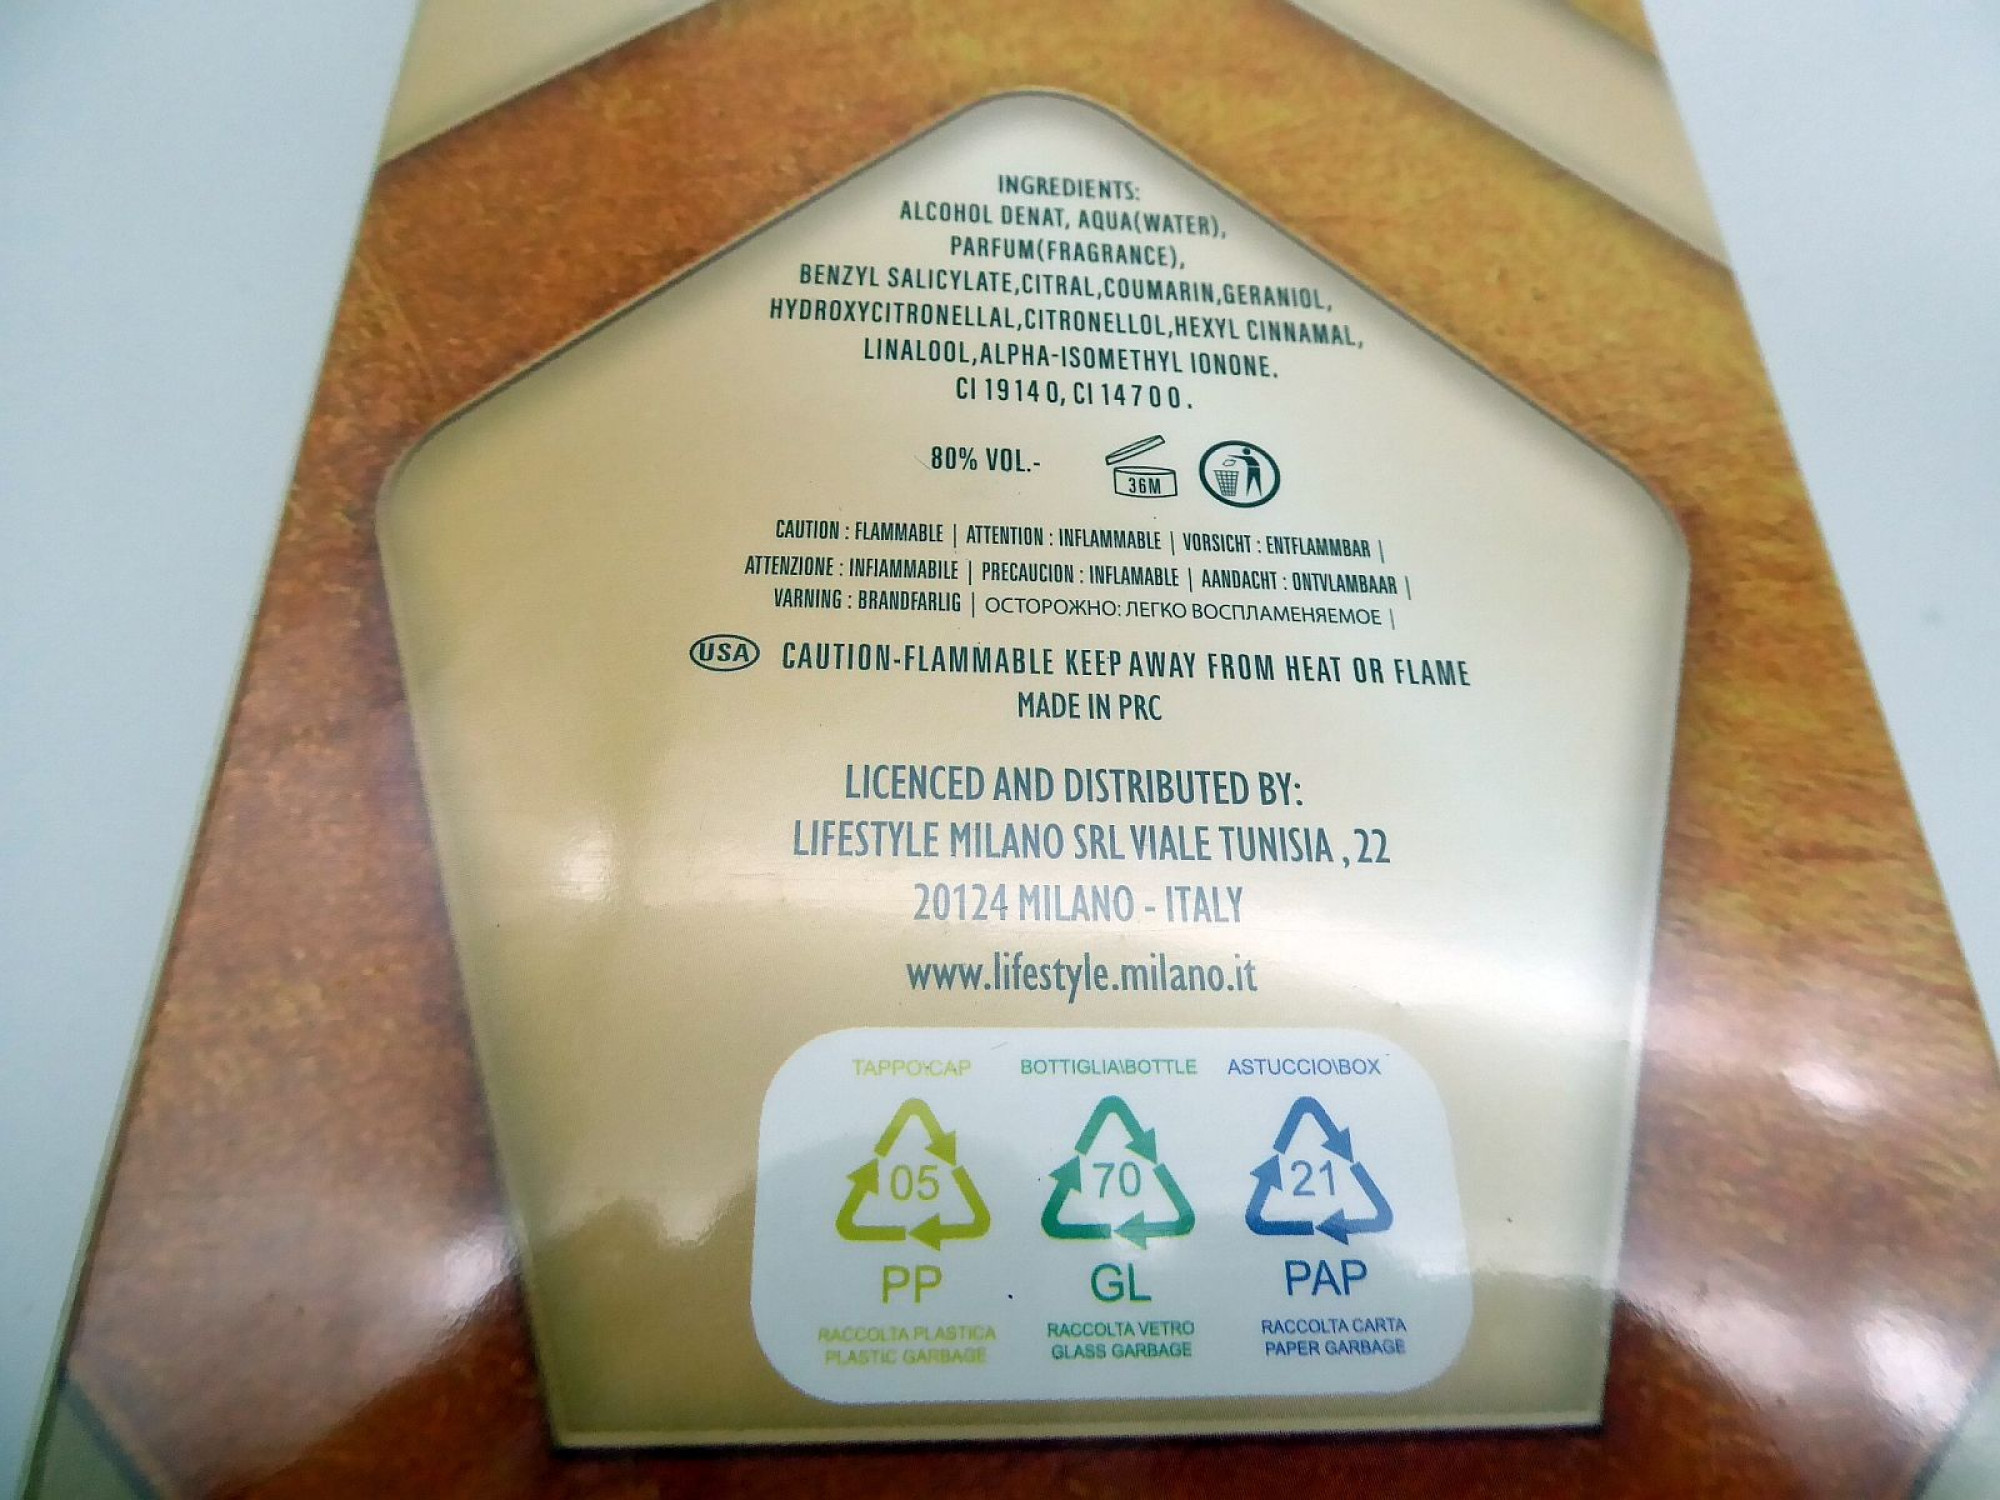 INGREDIENTS:
ALCOHOL DENAT, AQUA(WATER),
PARFUM(FRAGRANCE),
BENZYL SALICYLATE,CITRAL,COUMARIN,GERANIOL,
HYDROXYCITRONELLAL,CITRONELLOL,HEXYL CINNAMAL,
LINALOOL,ALPHA-ISOMETHYL IONONE.
CI 19140, CI 14700.
80% VOL.-
36M
CAUTION : FLAMMABLE | ATTENTION : INFLAMMABLE | VORSICHT : ENTFLAMMBAR |
ATTENZIONE : INFIAMMABILE | PRECAUCION : INFLAMABLE | AANDACHT : ONTVLAMBAAR |
VARNING : BRANDFARLIG | ОСТОРОЖНО: ЛЕГКО ВОСПЛАМЕНЯЕМОЕ |
USA CAUTION-FLAMMABLE KEEP AWAY FROM HEAT OR FLAME
MADE IN PRC
LICENCED AND DISTRIBUTED BY:
LIFESTYLE MILANO SRL VIALE TUNISIA , 22
20124 MILANO - ITALY
www.lifestyle.milano.it
TAPPO\CAP BOTTIGLIA\BOTTLE ASTUCCIO\BOX
05 70 21
PP GL PAP
RACCOLTA PLASTICA RACCOLTA VETRO RACCOLTA CARTA
PLASTIC GARBAGE GLASS GARBAGE PAPER GARBAGE